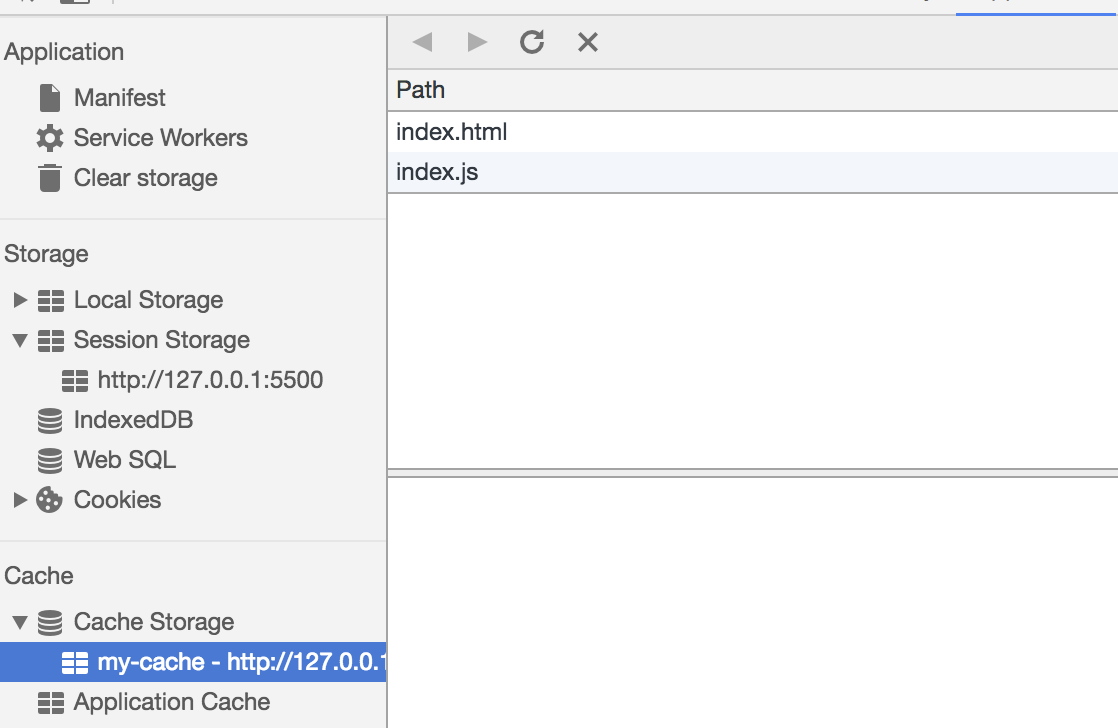 Application
Manifest
Service Workers
Clear storage
Storage
Local Storage
Session Storage
http://127.0.0.1:5500
IndexedDB
Web SQL
Cookies
Cache
Cache Storage
my-cache - http://127.0.0.1
Application Cache
Path
index.html
index.js